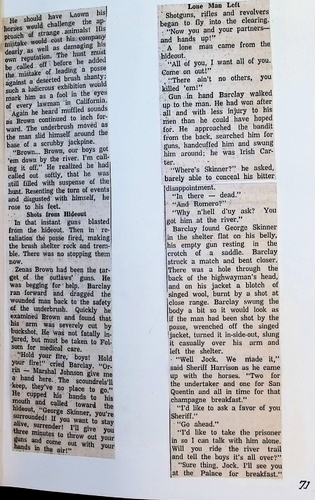 He should have known his
horses would challenge the ap-
proach of strange animals! His
mistake would cost his company
dearly as well as damaging his
own reputation. The hunt must
be called off before he added
the mistake of leading a posse
against a deserted brush shanty;
such a ludicrous exhibition would
mark him as a fool in the eyes
of every lawman in California.
Again he heard muffled sounds
as Brown continued to inch for-
ward. The underbrush moved as
the man slid himself around the
base of a scrubby jackpine.
"Brown... Brown, our boys got
'em down by the river. I'm call-
ing it off." He realized he had
called out softly, that he was
still filled with suspense of the
hunt. Resenting the turn of events
and disgusted with himself, he
rose to his feet.
Shots from Hideout
In that instant guns blasted
from the hideout. Then in re-
taliation the posse fired, making
the brush shelter rock and trem-
ble. There was no stopping them
now.
Zenas Brown had been the tar-
get of the outlaws' guns. He
was begging for help. Barclay
ran forward and dragged the
wounded man back to the safety
of the underbrush. Quickly he
examined Brown and found that
his arm was severely cut by
buckshot. He was not fatally in-
jured, but must be taken to Fol-
som for medical care.
"Hold your fire, boys! Hold
your fire!" cried Barclay, "Or-
rin — Marshal Johnson give me
a hand here. The scoundrels'll
keep, they've no place to go."
He cupped his hands to his
mouth and called toward the
hideout, "George Skinner, you're
surrounded! If you want to stay
alive, surrender! I'll give you
three minutes to throw out your
guns and come out with your
hands in the air!"
Lone Man Left
Shotguns, rifles and revolvers
began to fly into the clearing.
"Now you and your partners—
and hands up!"
A lone man came from the
hideout.
"All of you, I want all of you.
Come on out!"
"There ain't no others, you
killed 'em!"
Gun in hand Barclay walked
up to the man. He had won after
all and with less injury to his
men than he could have hoped
for. He approached the bandit
from the back, searched him for
guns, handcuffed him and swung
him around; he was Irish Car-
ter.
"Where's Skinner?" he asked,
barely able to conceal his bitter
disappointment.
"In there — dead."
"And Romero?"
"Why n'hell d'uy ask? You
got him at the river."
Barclay found George Skinner
in the shelter flat on his belly,
his empty gun resting in the
crotch of a saddle. Barclay
struck a match and bent closer.
There was a hole through the
back of the highwayman's head,
and on his jacket a blotch of
singed wool, burnt by a shot at
close range. Barclay swung the
body a bit so it would look as
if the man had been shot by the
posse, wrenched off the singed
jacket, turned it in-side-out, slung
it casually over his arm and
left the shelter.
"Well Jock. We made it,"
said Sheriff Harrison as he came
up with the horses. "Two for
the undertaker and one for San
Quentin and all in time for that
champagne breakfast."
"I'd like to ask a favor of you
Sheriff."
"Go ahead."
"I'd like to take the prisoner
in so I can talk with him alone.
Will you ride the river trail
and tell the boys it's all over?"
"Sure thing, Jock. I'll see you
at the Palace for breakfast."
71